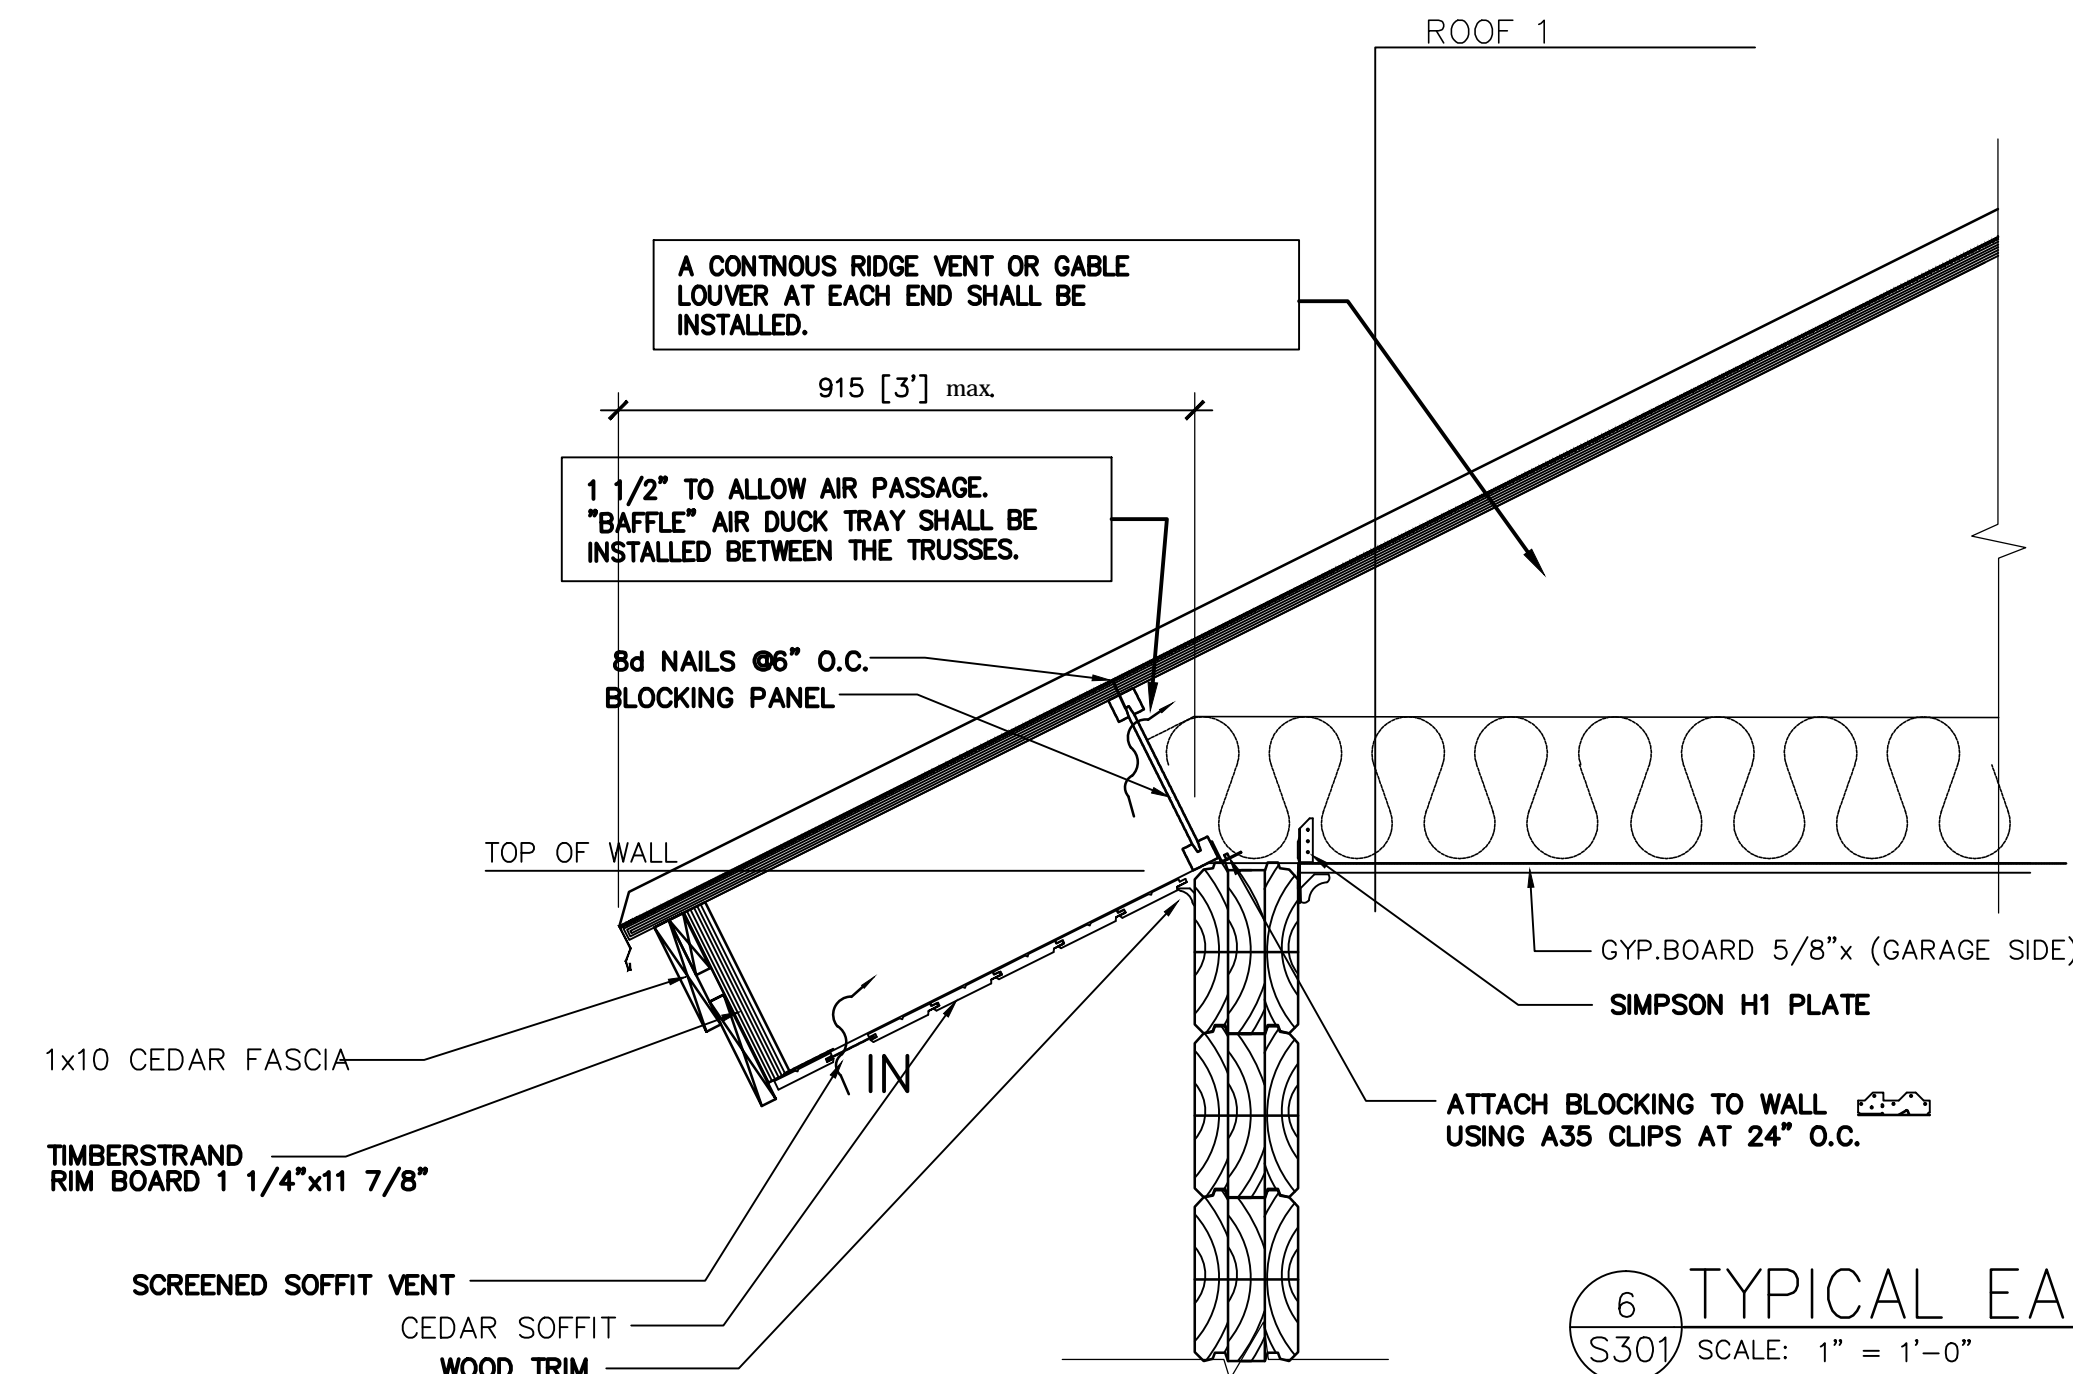 ROOF 1
A CONTNOUS RIDGE VENT OR GABLE
LOUVER AT EACH END SHALL BE
INSTALLED.
915 [3'] max.
1 1/2" TO ALLOW AIR PASSAGE.
"BAFFLE" AIR DUCK TRAY SHALL BE
INSTALLED BETWEEN THE TRUSSES.
8d NAILS @6" O.C.
BLOCKING PANEL
TOP OF WALL
GYP.BOARD 5/8"x (GARAGE SIDE)
SIMPSON H1 PLATE
1x10 CEDAR FASCIA
IN
ATTACH BLOCKING TO WALL
USING A35 CLIPS AT 24" O.C.
TIMBERSTRAND
RIM BOARD 1 1/4"x11 7/8"
SCREENED SOFFIT VENT
CEDAR SOFFIT
WOOD TRIM
6
S301
TYPICAL EA
SCALE: 1" = 1'-0"